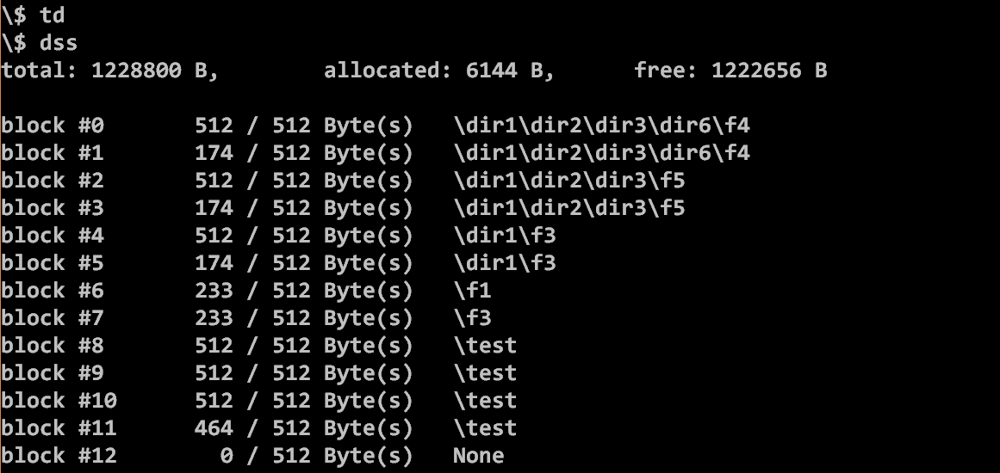 \$ td
\$ dss
total: 1228800 B,        allocated: 6144 B,      free: 1222656 B

block #0       512 / 512 Byte(s)   \dir1\dir2\dir3\dir6\f4
block #1       174 / 512 Byte(s)   \dir1\dir2\dir3\dir6\f4
block #2       512 / 512 Byte(s)   \dir1\dir2\dir3\f5
block #3       174 / 512 Byte(s)   \dir1\dir2\dir3\f5
block #4       512 / 512 Byte(s)   \dir1\f3
block #5       174 / 512 Byte(s)   \dir1\f3
block #6       233 / 512 Byte(s)   \f1
block #7       233 / 512 Byte(s)   \f3
block #8       512 / 512 Byte(s)   \test
block #9       512 / 512 Byte(s)   \test
block #10      512 / 512 Byte(s)   \test
block #11      464 / 512 Byte(s)   \test
block #12        0 / 512 Byte(s)   None